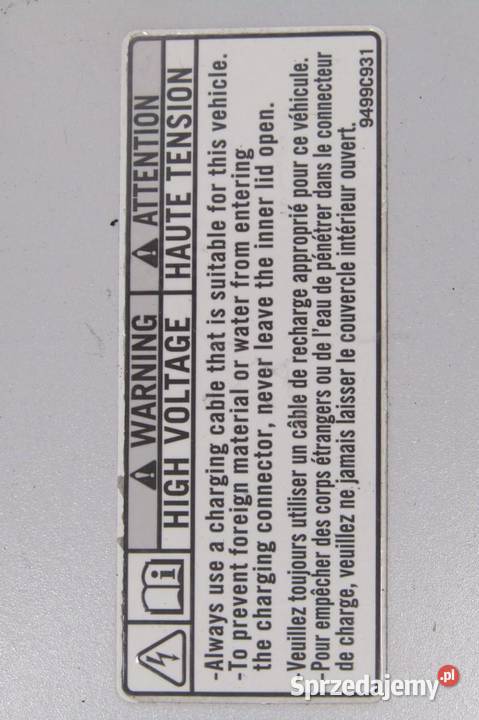 ⚠ WARNING ⚠ ATTENTION
HIGH VOLTAGE HAUTE TENSION
-Always use a charging cable that is suitable for this vehicle.
-To prevent foreign material or water from entering
the charging connector, never leave the inner lid open.
-Veuillez toujours utiliser un câble de recharge approprié pour ce véhicule.
-Pour empêcher des corps étrangers ou de l'eau de pénétrer dans le connecteur
de charge, veuillez ne jamais laisser le couvercle intérieur ouvert.
9499C931
Sprzedajemy.pl